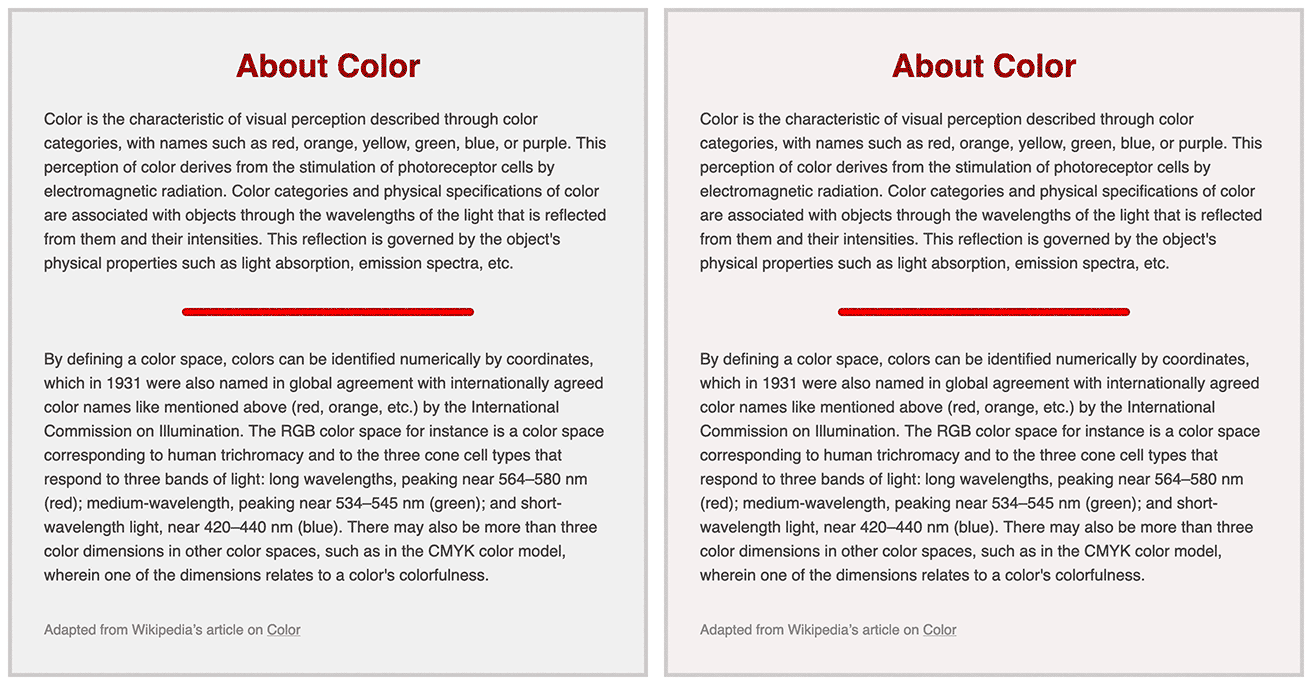 About Color
Color is the characteristic of visual perception described through color
categories, with names such as red, orange, yellow, green, blue, or purple. This
perception of color derives from the stimulation of photoreceptor cells by
electromagnetic radiation. Color categories and physical specifications of color
are associated with objects through the wavelengths of the light that is reflected
from them and their intensities. This reflection is governed by the object's
physical properties such as light absorption, emission spectra, etc.
By defining a color space, colors can be identified numerically by coordinates,
which in 1931 were also named in global agreement with internationally agreed
color names like mentioned above (red, orange, etc.) by the International
Commission on Illumination. The RGB color space for instance is a color space
corresponding to human trichromacy and to the three cone cell types that
respond to three bands of light: long wavelengths, peaking near 564–580 nm
(red); medium-wavelength, peaking near 534–545 nm (green); and short-
wavelength light, near 420–440 nm (blue). There may also be more than three
color dimensions in other color spaces, such as in the CMYK color model,
wherein one of the dimensions relates to a color's colorfulness.
Adapted from Wikipedia's article on Color
About Color
Color is the characteristic of visual perception described through color
categories, with names such as red, orange, yellow, green, blue, or purple. This
perception of color derives from the stimulation of photoreceptor cells by
electromagnetic radiation. Color categories and physical specifications of color
are associated with objects through the wavelengths of the light that is reflected
from them and their intensities. This reflection is governed by the object's
physical properties such as light absorption, emission spectra, etc.
By defining a color space, colors can be identified numerically by coordinates,
which in 1931 were also named in global agreement with internationally agreed
color names like mentioned above (red, orange, etc.) by the International
Commission on Illumination. The RGB color space for instance is a color space
corresponding to human trichromacy and to the three cone cell types that
respond to three bands of light: long wavelengths, peaking near 564–580 nm
(red); medium-wavelength, peaking near 534–545 nm (green); and short-
wavelength light, near 420–440 nm (blue). There may also be more than three
color dimensions in other color spaces, such as in the CMYK color model,
wherein one of the dimensions relates to a color's colorfulness.
Adapted from Wikipedia's article on Color